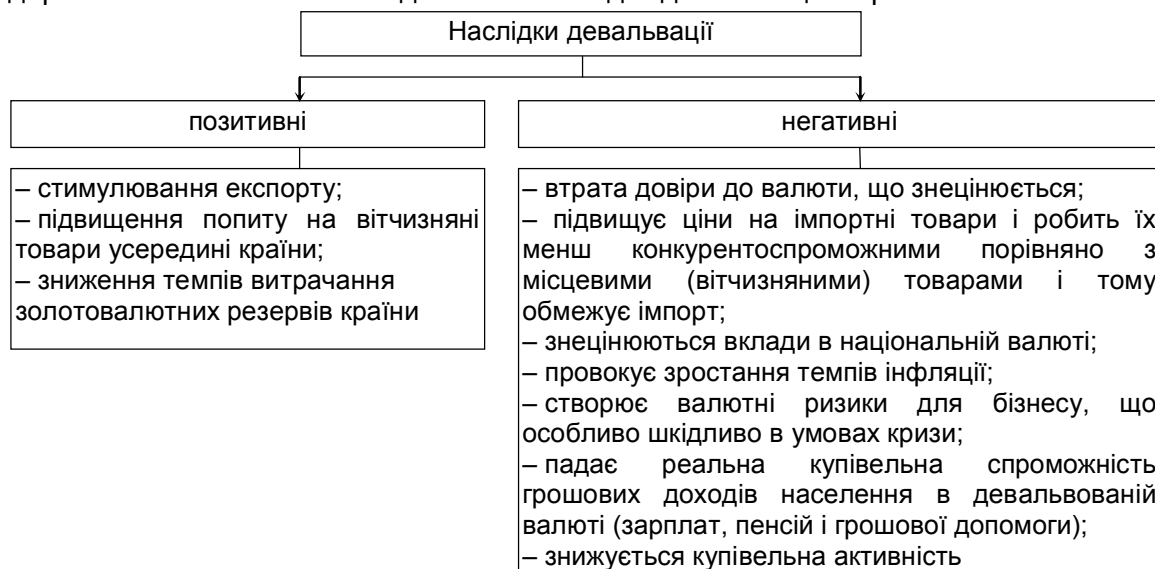 Наслідки девальвації
позитивні
негативні
– стимулювання експорту;
– підвищення попиту на вітчизняні
товари усередині країни;
– зниження темпів витрачання
золотовалютних резервів країни
– втрата довіри до валюти, що знецінюється;
– підвищує ціни на імпортні товари і робить їх
менш конкурентоспроможними порівняно з
місцевими (вітчизняними) товарами і тому
обмежує імпорт;
– знецінюються вклади в національній валюті;
– провокує зростання темпів інфляції;
– створює валютні ризики для бізнесу, що
особливо шкідливо в умовах кризи;
– падає реальна купівельна спроможність
грошових доходів населення в девальвованій
валюті (зарплат, пенсій і грошової допомоги);
– знижується купівельна активність